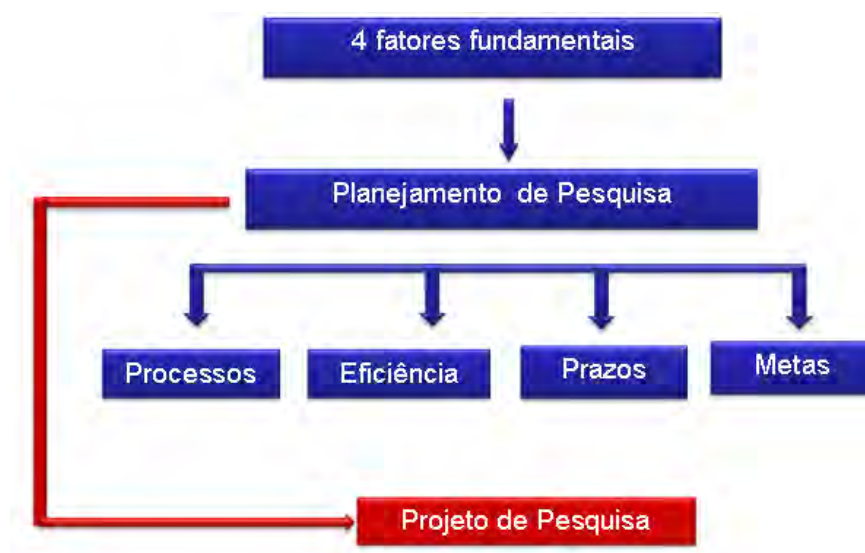 4 fatores fundamentais
Planejamento de Pesquisa
Processos
Eficiência
Prazos
Metas
Projeto de Pesquisa